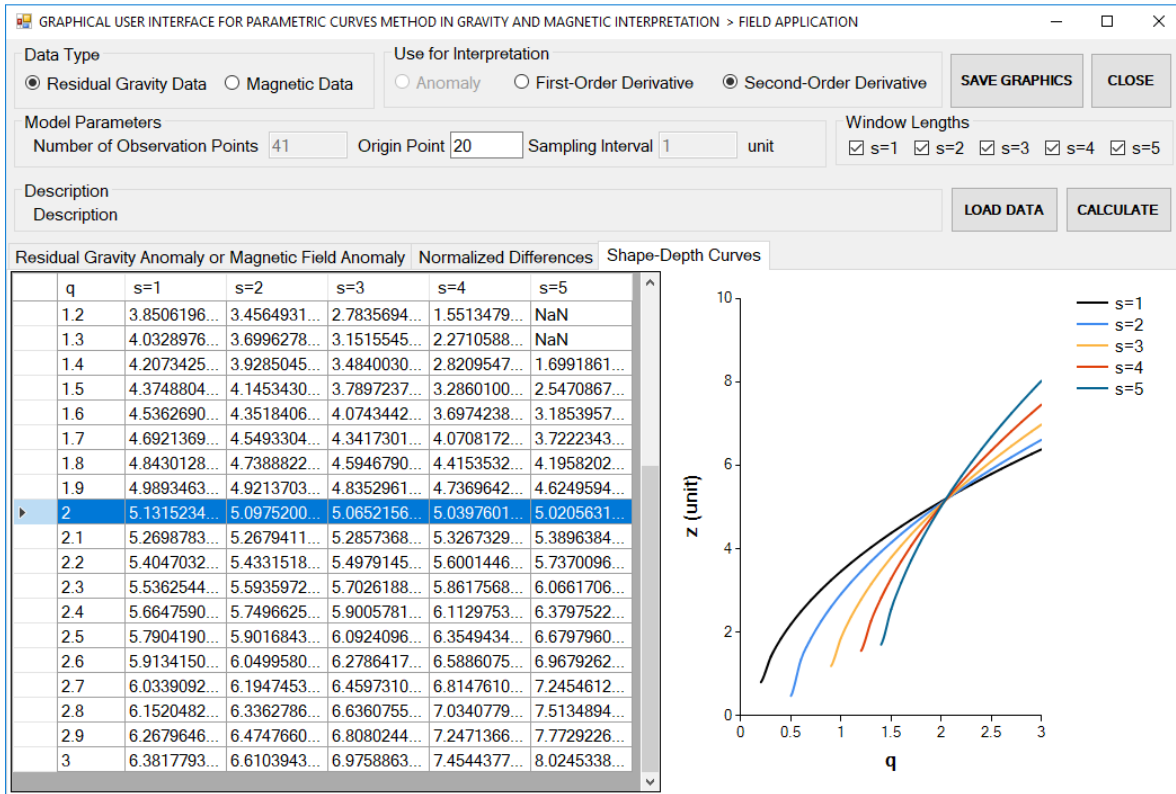 GRAPHICAL USER INTERFACE FOR PARAMETRIC CURVES METHOD IN GRAVITY AND MAGNETIC INTERPRETATION > FIELD APPLICATION
Data Type
Residual Gravity Data Magnetic Data
Use for Interpretation
Anomaly First-Order Derivative Second-Order Derivative
SAVE GRAPHICS CLOSE
Model Parameters
Number of Observation Points 41 Origin Point 20 Sampling Interval 1 unit
Window Lengths
s=1 s=2 s=3 s=4 s=5
Description
Description
LOAD DATA CALCULATE
Residual Gravity Anomaly or Magnetic Field Anomaly Normalized Differences Shape-Depth Curves
q s=1 s=2 s=3 s=4 s=5
1.2 3.8506196... 3.4564931... 2.7835694... 1.5513479... NaN
1.3 4.0328976... 3.6996278... 3.1515545... 2.2710588... NaN
1.4 4.2073425... 3.9285045... 3.4840030... 2.8209547... 1.6991861...
1.5 4.3748804... 4.1453430... 3.7897237... 3.2860100... 2.5470867...
1.6 4.5362690... 4.3518406... 4.0743442... 3.6974238... 3.1853957...
1.7 4.6921369... 4.5493304... 4.3417301... 4.0708172... 3.7222343...
1.8 4.8430128... 4.7388822... 4.5946790... 4.4153532... 4.1958202...
1.9 4.9893463... 4.9213703... 4.8352961... 4.7369642... 4.6249594...
2 5.1315234... 5.0975200... 5.0652156... 5.0397601... 5.0205631...
2.1 5.2698783... 5.2679411... 5.2857368... 5.3267329... 5.3896384...
2.2 5.4047032... 5.4331518... 5.4979145... 5.6001446... 5.7370096...
2.3 5.5362544... 5.5935972... 5.7026188... 5.8617568... 6.0661706...
2.4 5.6647590... 5.7496625... 5.9005781... 6.1129753... 6.3797522...
2.5 5.7904190... 5.9016843... 6.0924096... 6.3549434... 6.6797960...
2.6 5.9134150... 6.0499580... 6.2786417... 6.5886075... 6.9679262...
2.7 6.0339092... 6.1947453... 6.4597310... 6.8147610... 7.2454612...
2.8 6.1520482... 6.3362786... 6.6360755... 7.0340779... 7.5134894...
2.9 6.2679646... 6.4747660... 6.8080244... 7.2471366... 7.7729226...
3 6.3817793... 6.6103943... 6.9758863... 7.4544377... 8.0245338...
10
8
6
4
2
0
z (unit)
0 0.5 1 1.5 2 2.5 3
q
s=1
s=2
s=3
s=4
s=5